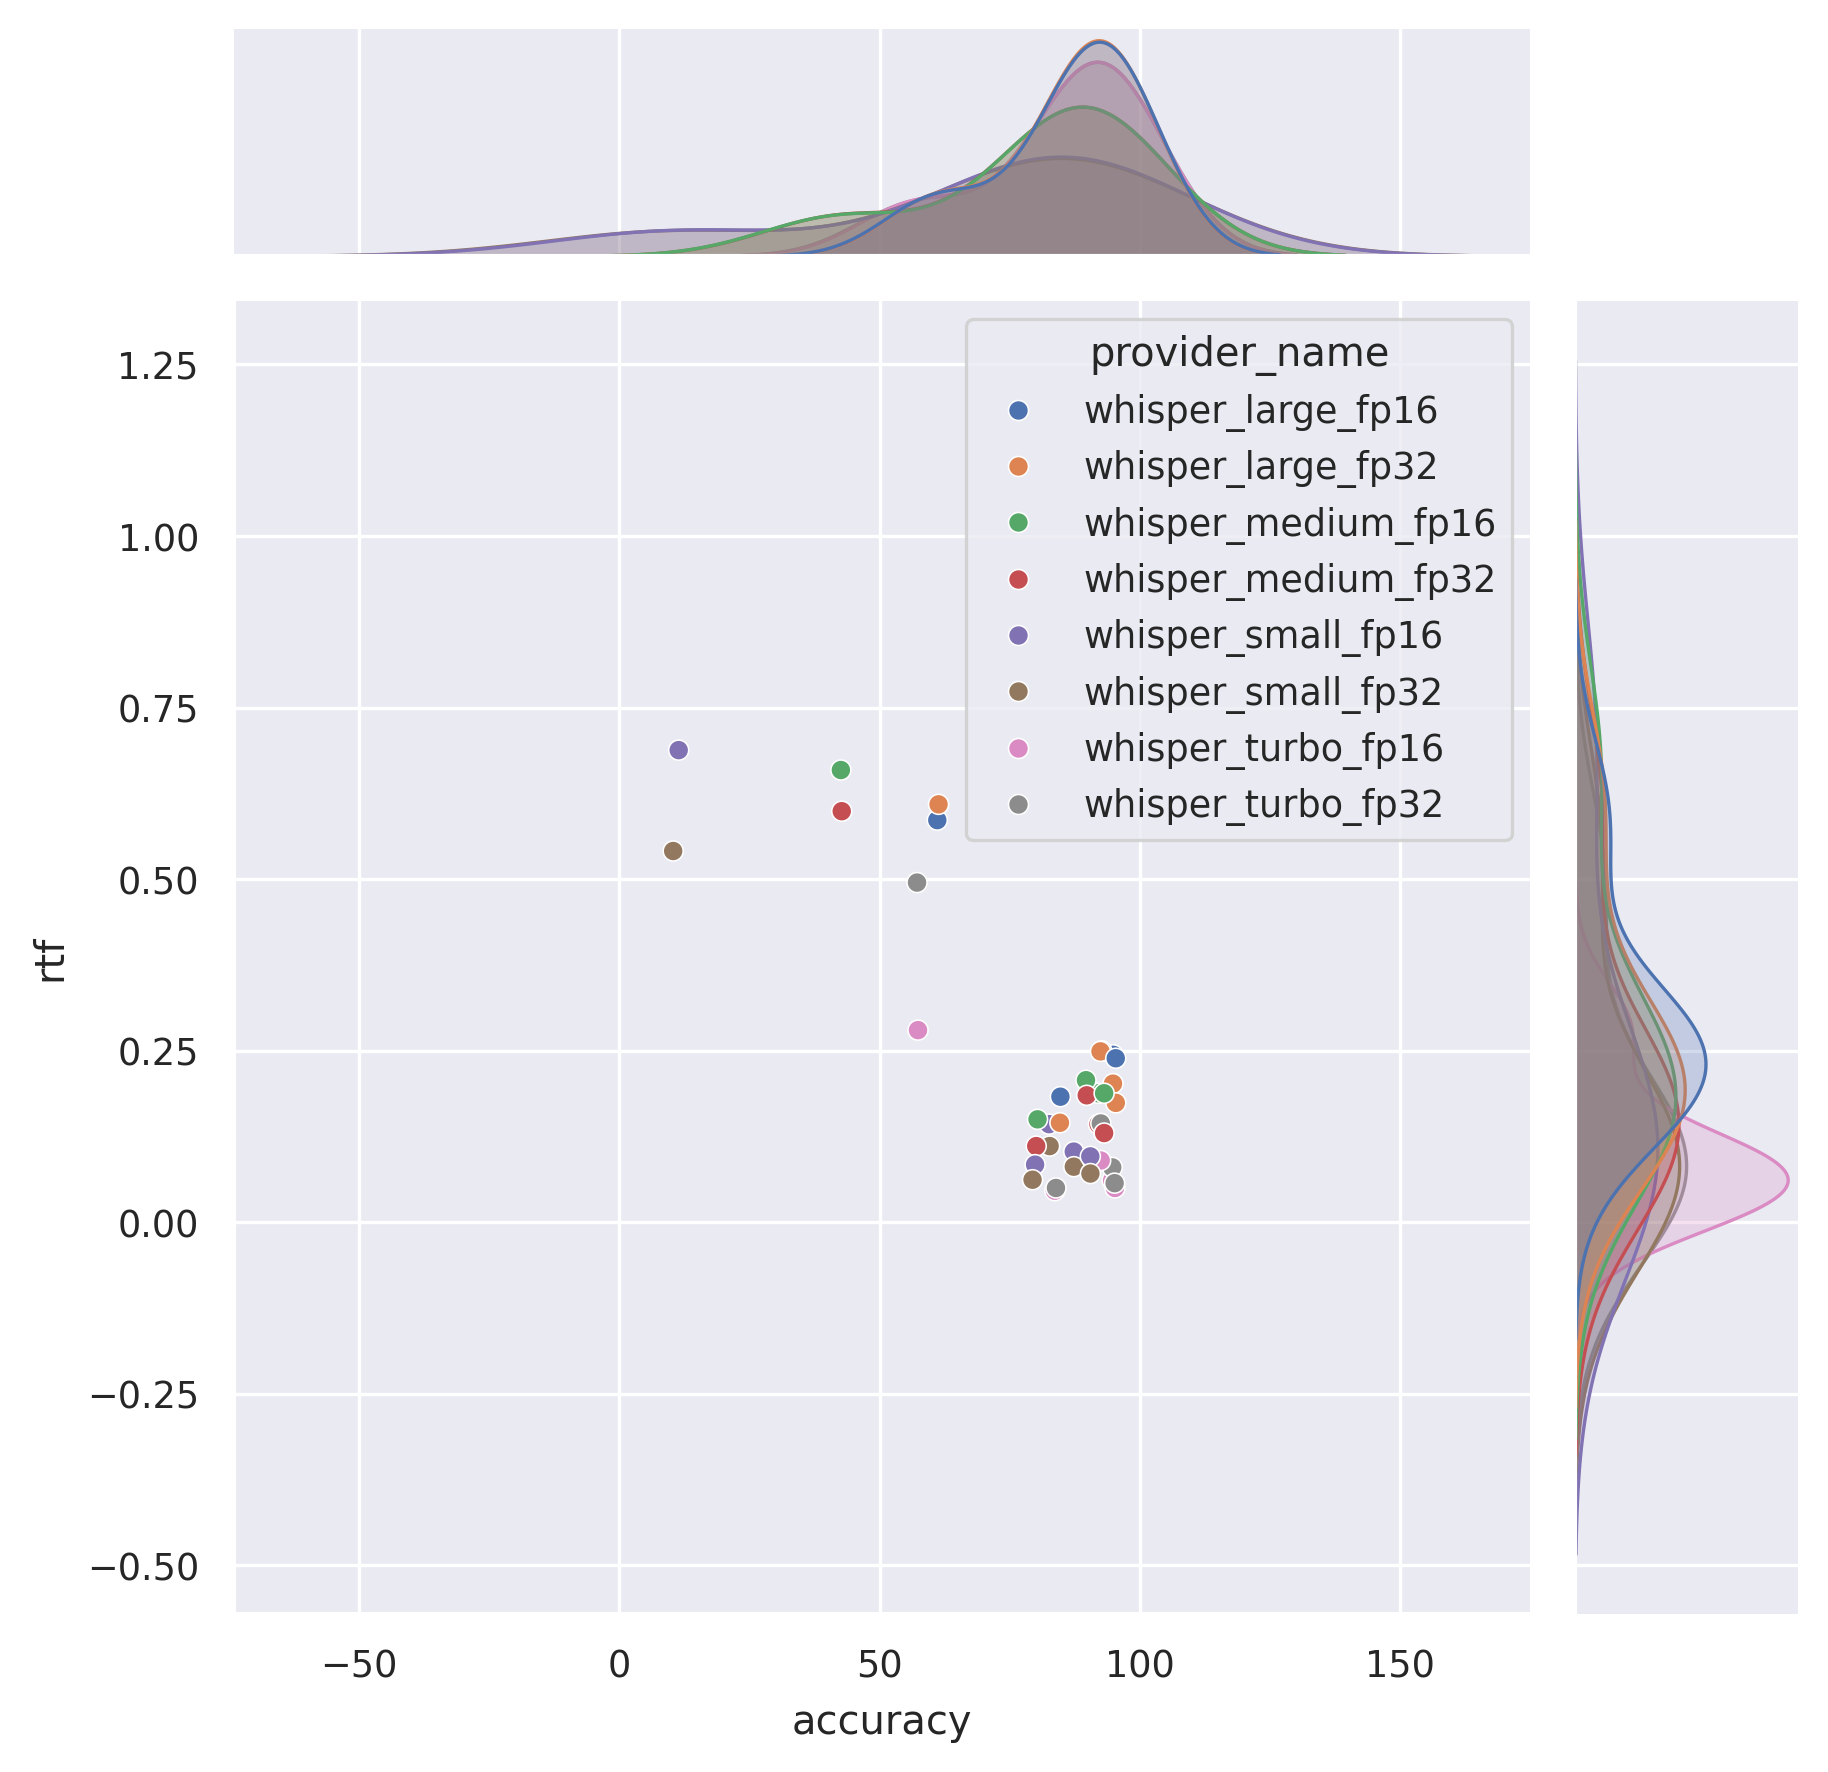 provider_name
whisper_large_fp16
whisper_large_fp32
whisper_medium_fp16
whisper_medium_fp32
whisper_small_fp16
whisper_small_fp32
whisper_turbo_fp16
whisper_turbo_fp32
1.25
1.00
0.75
0.50
0.25
0.00
−0.25
−0.50
rtf
−50
0
50
100
150
accuracy